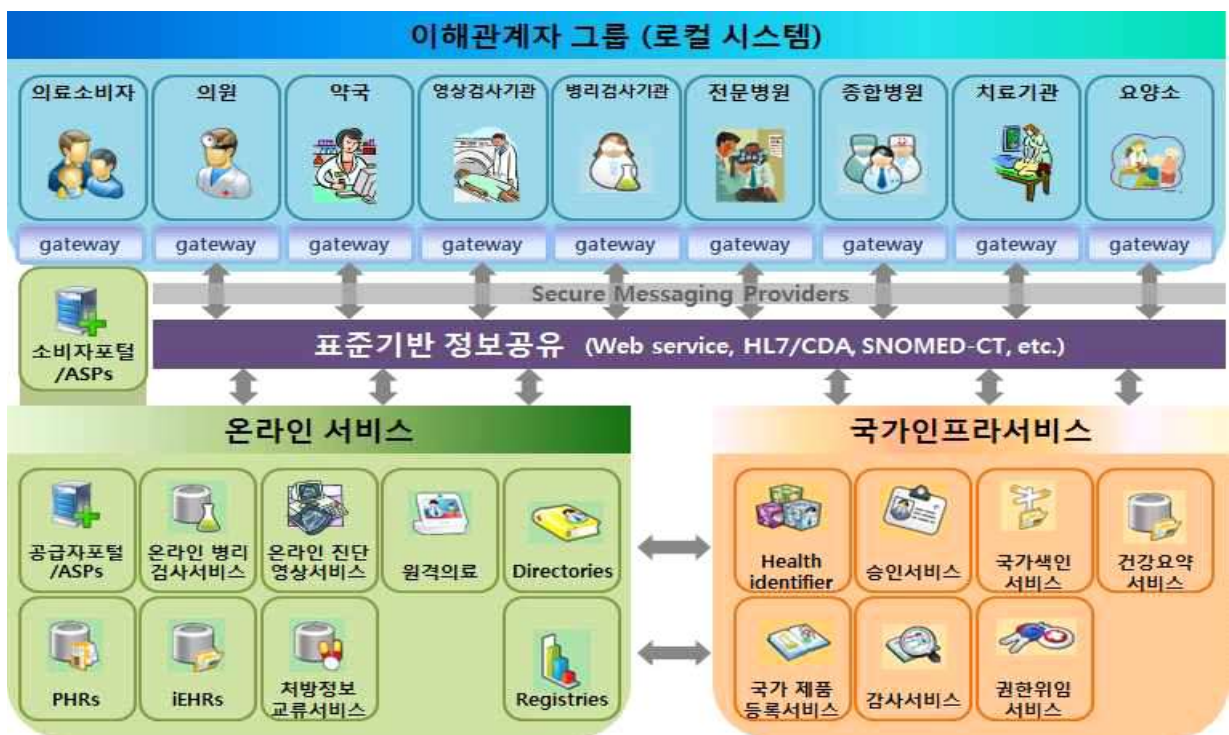 이해관계자 그룹 (로컬 시스템)
의료소비자
의원
약국
영상검사기관
병리검사기관
전문병원
종합병원
치료기관
요양소
gateway
gateway
gateway
gateway
gateway
gateway
gateway
gateway
gateway
Secure Messaging Providers
소비자포털
/ASPs
표준기반 정보공유 (Web service, HL7/CDA, SNOMED-CT, etc.)
온라인 서비스
공급자포털
/ASPs
온라인 병리
검사서비스
온라인 진단
영상서비스
원격의료
Directories
PHRs
iEHRs
처방정보
교류서비스
Registries
국가인프라서비스
Health
identifier
승인서비스
국가색인
서비스
건강요약
서비스
국가 제품
등록서비스
감사서비스
권한위임
서비스